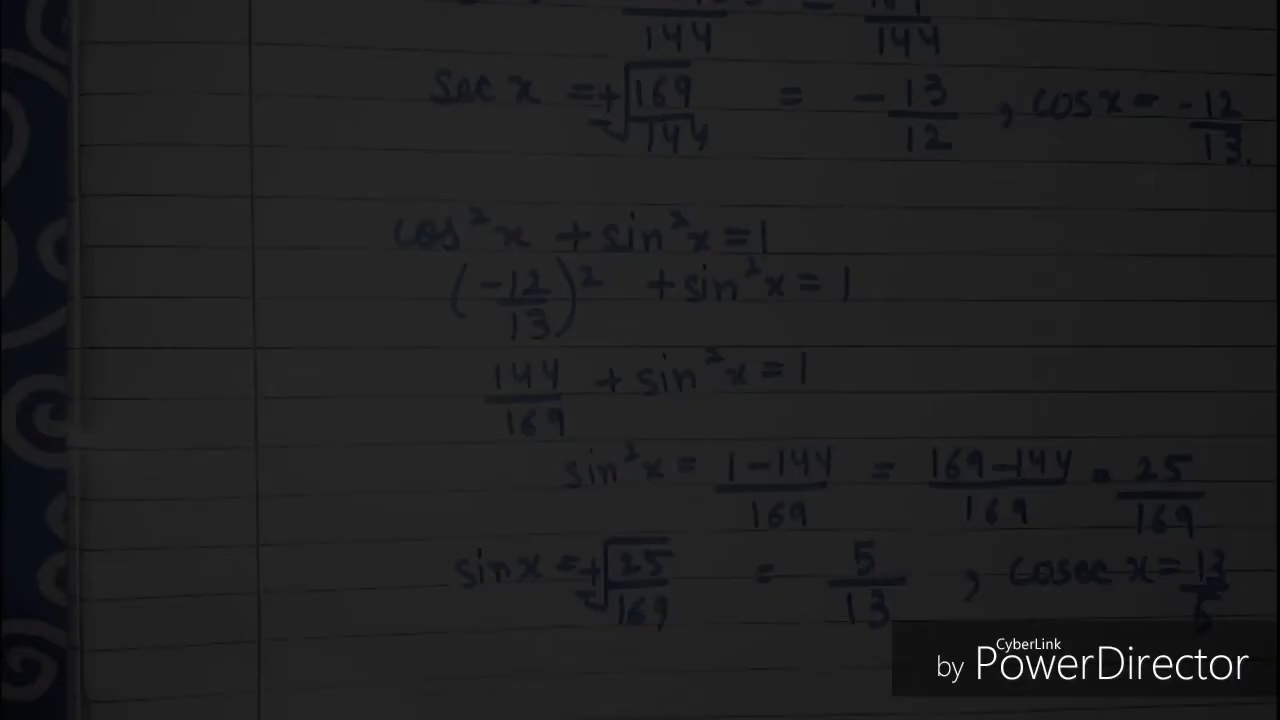 144 144
sec x = ±√169/144 = -13/12 , cos x = -12/13.
cos²x + sin²x = 1
(-12/13)² + sin²x = 1
144/169 + sin²x = 1
sin²x = 1-144/169 = 169-144/169 = 25/169
sin x = ±√25/169 = 5/13 , cosec x = 13/5
CyberLink
by PowerDirector